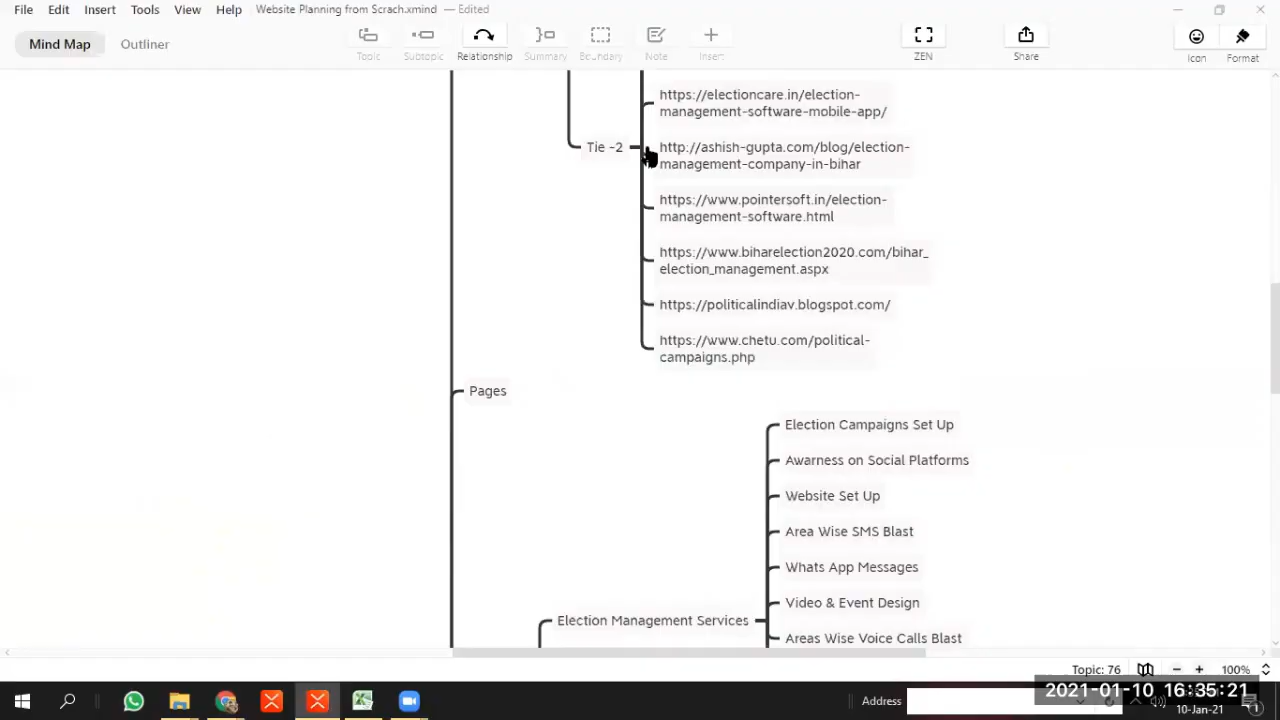 File Edit Insert Tools View Help Website Planning from Scrach.xmind — Edited
Mind Map Outliner
Topic Subtopic Relationship Summary Boundary Note Insert ZEN Share Icon Format
https://electioncare.in/election-
management-software-mobile-app/
Tie -2
http://ashish-gupta.com/blog/election-
management-company-in-bihar
https://www.pointersoft.in/election-
management-software.html
https://www.biharelection2020.com/bihar_
election_management.aspx
https://politicalindiav.blogspot.com/
https://www.chetu.com/political-
campaigns.php
Pages
Election Campaigns Set Up
Awarness on Social Platforms
Website Set Up
Area Wise SMS Blast
Whats App Messages
Video & Event Design
Election Management Services
Areas Wise Voice Calls Blast
Topic: 76 100%
Address
2021-01-10 16:35:21
10-Jan-21